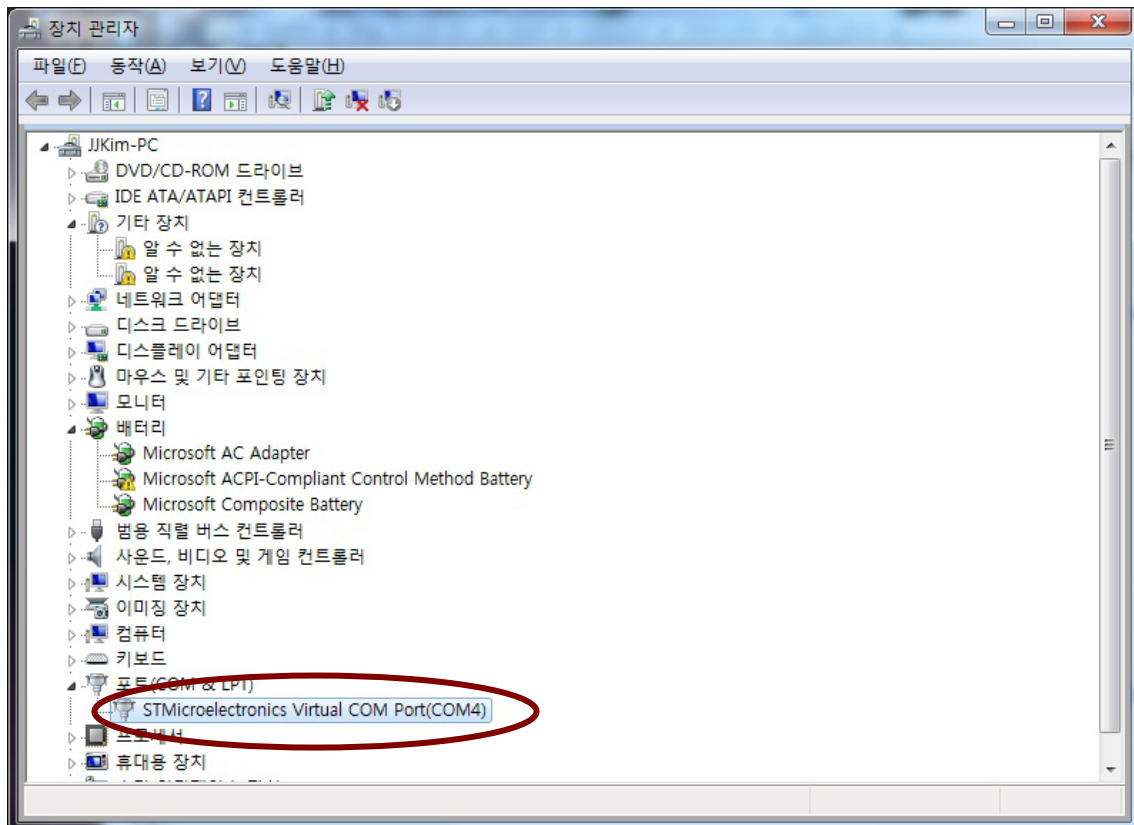 장치 관리자
파일(F) 동작(A) 보기(V) 도움말(H)
JJKim-PC
DVD/CD-ROM 드라이브
IDE ATA/ATAPI 컨트롤러
기타 장치
알 수 없는 장치
알 수 없는 장치
네트워크 어댑터
디스크 드라이브
디스플레이 어댑터
마우스 및 기타 포인팅 장치
모니터
배터리
Microsoft AC Adapter
Microsoft ACPI-Compliant Control Method Battery
Microsoft Composite Battery
범용 직렬 버스 컨트롤러
사운드, 비디오 및 게임 컨트롤러
시스템 장치
이미징 장치
컴퓨터
키보드
포트(COM & LPT)
STMicroelectronics Virtual COM Port(COM4)
프로세서
휴대용 장치